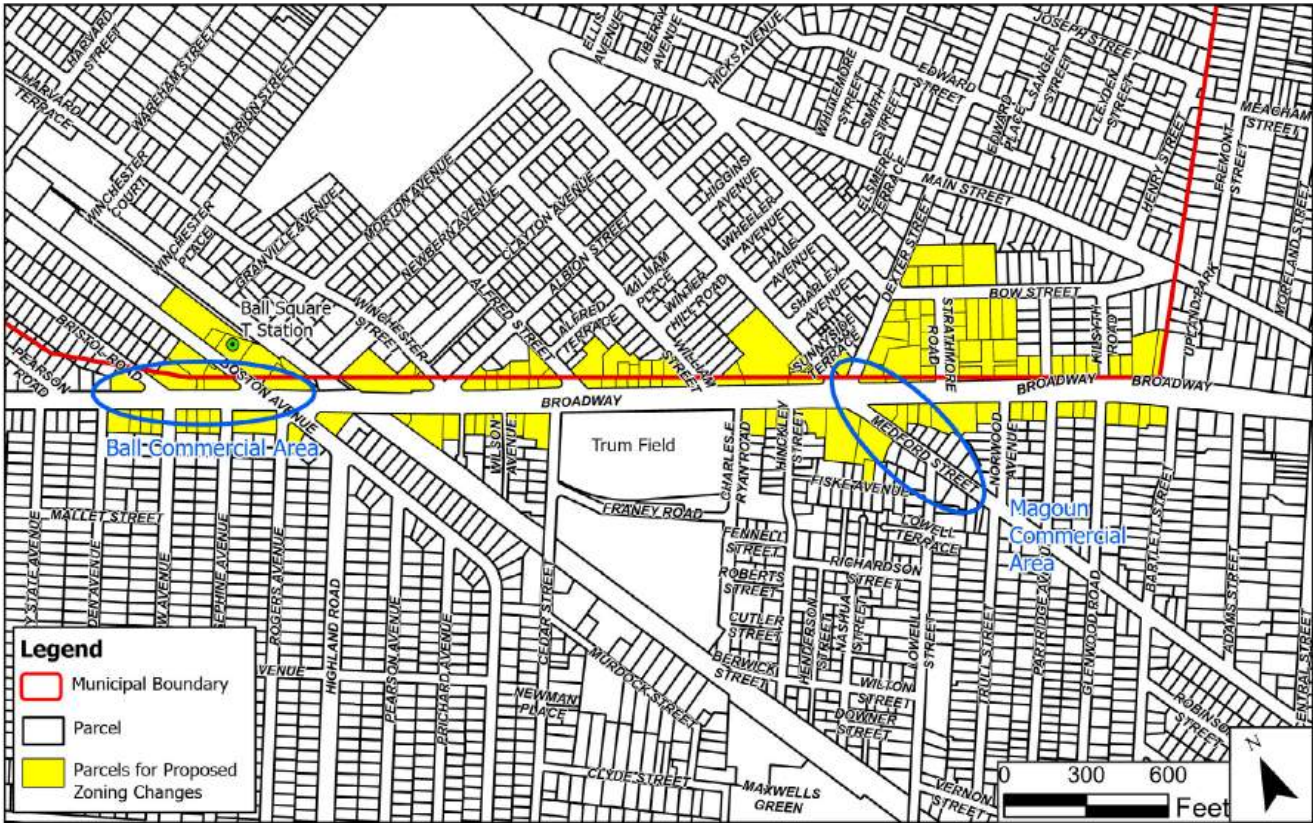 HARVARD
STREET
WAREHAM STREET
MARION STREET
HARVARD
TERRACE
WINCHESTER
COURT
WINCHESTER
PLACE
GRANVILLE AVENUE
MORTON AVENUE
NEWBERN AVENUE
CLAYTON AVENUE
ALBION STREET
ELLIS
AVENUE
LIBERTY
AVENUE
HICKS AVENUE
WHITEMORE
STREET
SMITH
STREET
EDWARD
STREET
JOSEPH STREET
SANGER
STREET
EDWARD
PLACE
LEYDEN
STREET
MEACHAM
STREET
FREMONT
STREET
HENRY STREET
MORELAND STREET
MAIN STREET
ELSMERE
TERRACE
HIGGINS
AVENUE
WHEELER
AVENUE
HALE
AVENUE
SHARLEY
AVENUE
WILLIAM
PLACE
WINTER
HILL ROAD
WILLIAM
STREET
ALFRED STREET
ALFRED
TERRACE
WINCHESTER
STREET
SUNNYSIDE
TERRACE
DEXTER STREET
BOW STREET
STRATHMORE
ROAD
KILSYTH
ROAD
UPLAND PARK
Ball Square
T Station
BRISTOL ROAD
PEARSON
ROAD
BOSTON AVENUE
BROADWAY
BROADWAY
BROADWAY
Ball Commercial Area
Trum Field
WILSON
AVENUE
CHARLES E
RYAN ROAD
HINCKLEY
STREET
MEDFORD STREET
NORWOOD
AVENUE
FISKE AVENUE
Magoun
Commercial
Area
FRANEY ROAD
LOWELL
TERRACE
MALLET STREET
FENNELL
STREET
RICHARDSON
STREET
ROBERTS
STREET
CUTLER
STREET
BERWICK
STREET
HENDERSON
STREET
NASHUA
STREET
LOWELL
STREET
WILTON
STREET
DOWNER
STREET
TRULL STREET
GLENWOOD ROAD
BARTLETT STREET
ADAMS STREET
ROBINSON
STREET
VERNON
STREET
ROGERS AVENUE
HIGHLAND ROAD
PEARSON AVENUE
PRICHARD AVENUE
CEDAR STREET
MURDOCK STREET
NEWMAN
PLACE
CLYDE STREET
MAXWELLS
GREEN
AVENUE
Legend
Municipal Boundary
Parcel
Parcels for Proposed
Zoning Changes
0 300 600
Feet
N